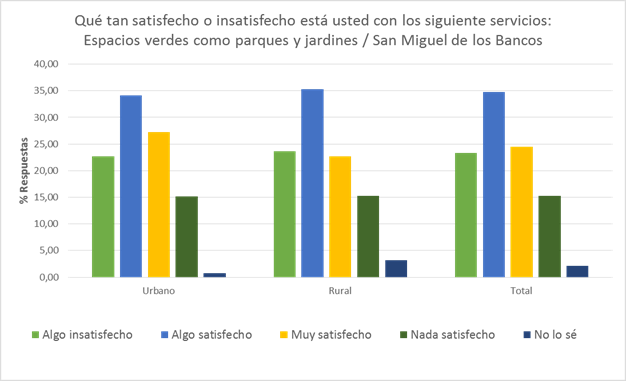 Qué tan satisfecho o insatisfecho está usted con los siguiente servicios:
Espacios verdes como parques y jardines / San Miguel de los Bancos
% Respuestas
40,00
35,00
30,00
25,00
20,00
15,00
10,00
5,00
0,00
Urbano Rural Total
Algo insatisfecho Algo satisfecho Muy satisfecho Nada satisfecho No lo sé